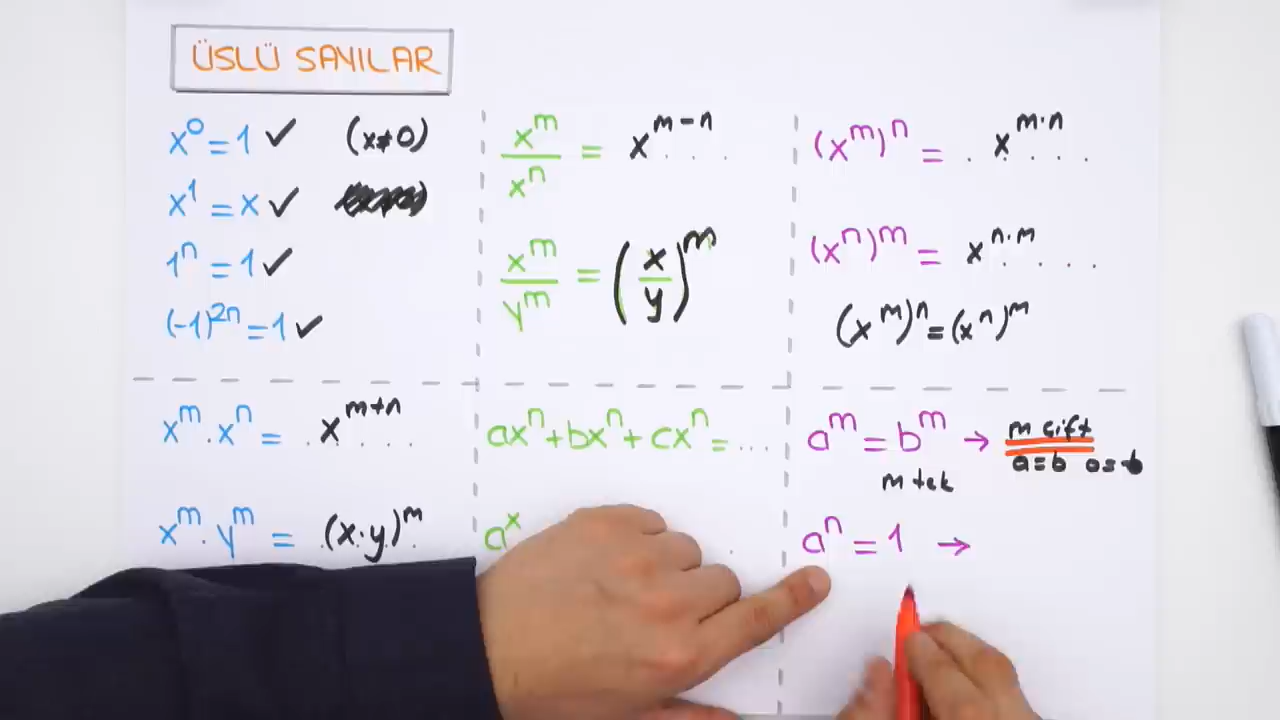 ÜSLÜ SAYILAR
x⁰ = 1 ✓ (x≠0)
x¹ = x ✓
1ⁿ = 1 ✓
(-1)²ⁿ = 1 ✓
xᵐ/xⁿ = xᵐ⁻ⁿ
xᵐ/yᵐ = (x/y)ᵐ
(xᵐ)ⁿ = xᵐ·ⁿ
(xⁿ)ᵐ = xⁿ·ᵐ
(xᵐ)ⁿ = (xⁿ)ᵐ
xᵐ.xⁿ = xᵐ⁺ⁿ
xᵐ.yᵐ = (x.y)ᵐ
axⁿ + bxⁿ + cxⁿ = ....
aˣ
aᵐ = bᵐ → m çift
a=b a=-b
m tek
aⁿ = 1 →